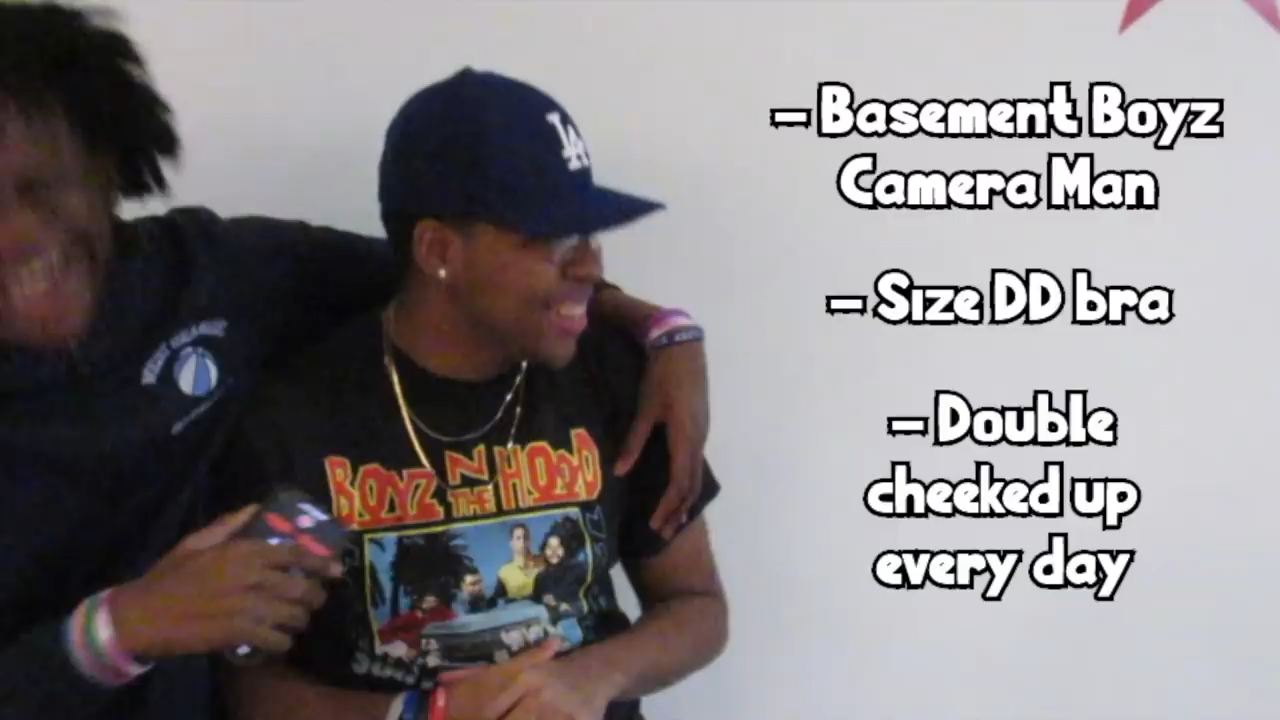 - Basement Boyz
Camera Man
- Size DD bra
- Double
cheeked up
every day
LA
BOYZ N THE HOOD